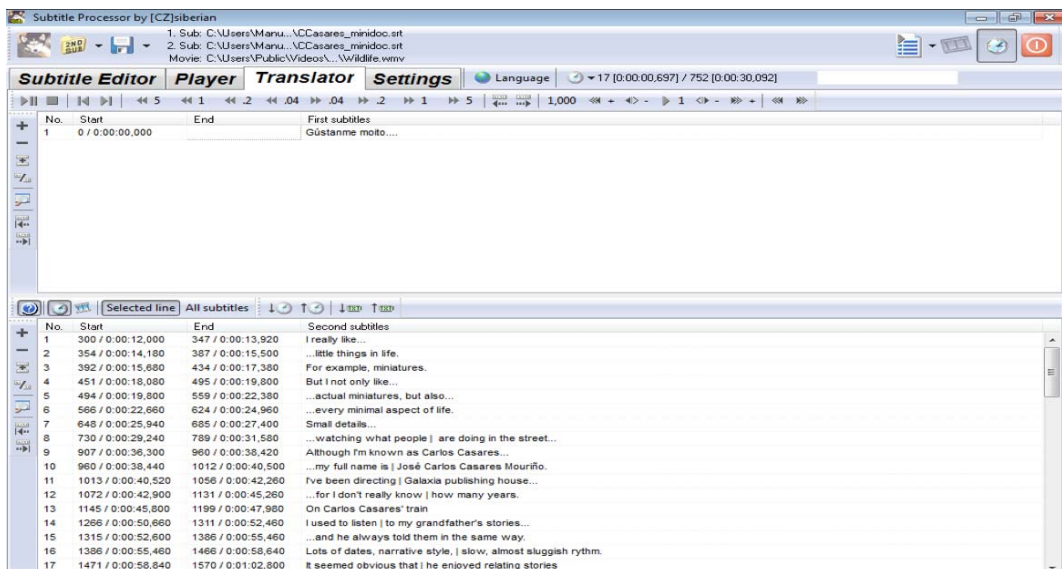 Subtitle Processor by [CZ]siberian
2ND SUB
1. Sub: C:\Users\Manu...\CCasares_minidoc.srt
2. Sub: C:\Users\Manu...\CCasares_minidoc.srt
Movie: C:\Users\Public\Videos\...\Wildlife.wmv
Subtitle Editor Player Translator Settings Language 17 [0:00:00,697] / 752 [0:00:30,092]
5 1 .2 .04 .04 .2 1 5 1,000 + - 1 - +
No. Start End First subtitles
1 0 / 0:00:00,000 Gústanme moito....
Selected line All subtitles
No. Start End Second subtitles
1 300 / 0:00:12,000 347 / 0:00:13,920 I really like...
2 354 / 0:00:14,180 387 / 0:00:15,500 ...little things in life.
3 392 / 0:00:15,680 434 / 0:00:17,380 For example, miniatures.
4 451 / 0:00:18,080 495 / 0:00:19,800 But I not only like...
5 494 / 0:00:19,800 559 / 0:00:22,380 ...actual miniatures, but also...
6 566 / 0:00:22,660 624 / 0:00:24,960 ...every minimal aspect of life.
7 648 / 0:00:25,940 685 / 0:00:27,400 Small details...
8 730 / 0:00:29,240 789 / 0:00:31,580 ...watching what people | are doing in the street...
9 907 / 0:00:36,300 960 / 0:00:38,420 Although I'm known as Carlos Casares...
10 960 / 0:00:38,440 1012 / 0:00:40,500 ...my full name is | José Carlos Casares Mouriño.
11 1013 / 0:00:40,520 1056 / 0:00:42,260 I've been directing | Galaxia publishing house...
12 1072 / 0:00:42,900 1131 / 0:00:45,260 ...for I don't really know | how many years.
13 1145 / 0:00:45,800 1199 / 0:00:47,980 On Carlos Casares' train
14 1266 / 0:00:50,660 1311 / 0:00:52,460 I used to listen | to my grandfather's stories...
15 1315 / 0:00:52,600 1386 / 0:00:55,460 ...and he always told them in the same way.
16 1386 / 0:00:55,460 1466 / 0:00:58,640 Lots of dates, narrative style, | slow, almost sluggish rythm.
17 1471 / 0:00:58,840 1570 / 0:01:02,800 It seemed obvious that | he enjoyed relating stories